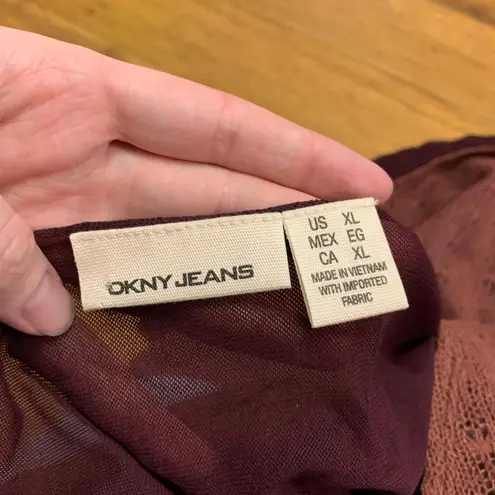 DKNY JEANS
US XL
MEX EG
CA XL
MADE IN VIETNAM
WITH IMPORTED
FABRIC